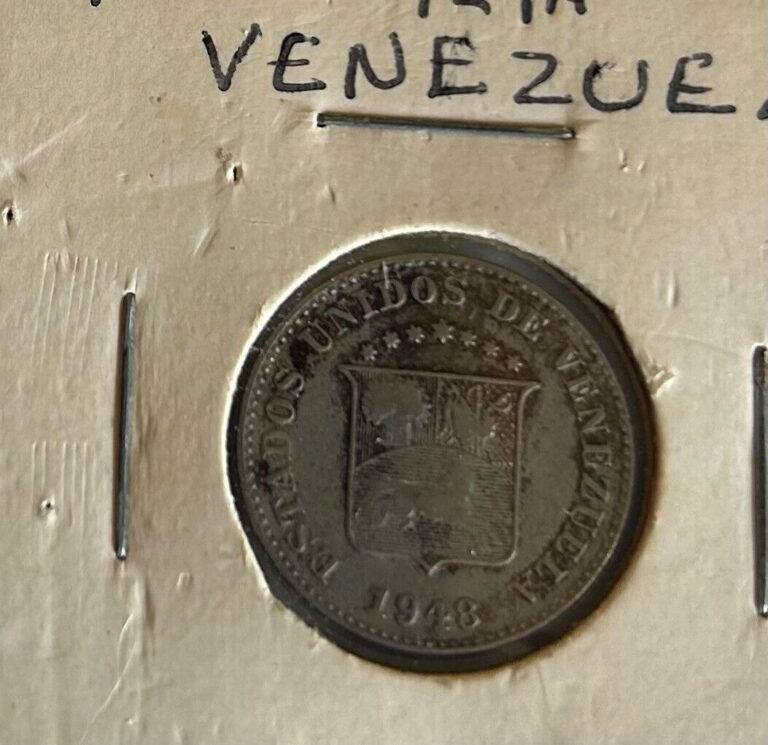 VENEZUE
ESTADOS UNIDOS DE VENEZUELA
1948